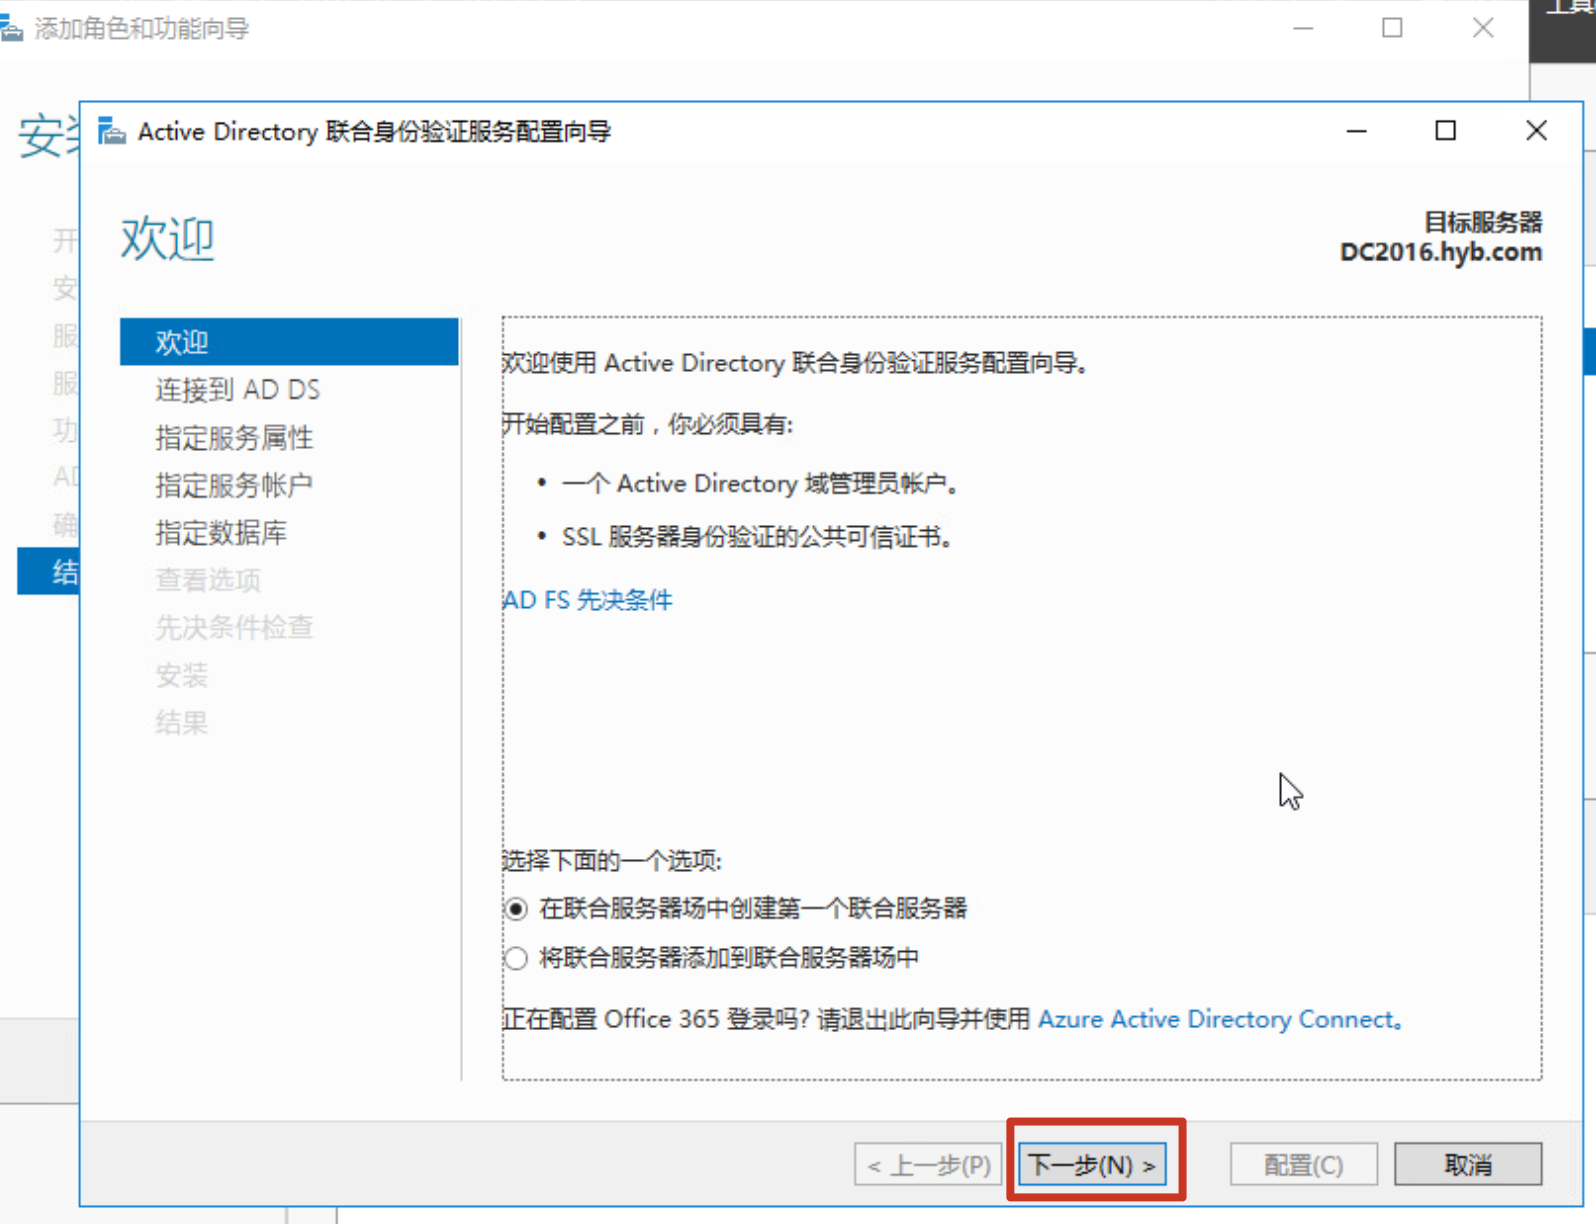 添加角色和功能向导
工具
安装
Active Directory 联合身份验证服务配置向导
欢迎
目标服务器
DC2016.hyb.com
开
安
服
服
功
AD
确
结
欢迎
连接到 AD DS
指定服务属性
指定服务帐户
指定数据库
查看选项
先决条件检查
安装
结果
欢迎使用 Active Directory 联合身份验证服务配置向导。
开始配置之前，你必须具有:
• 一个 Active Directory 域管理员帐户。
• SSL 服务器身份验证的公共可信证书。
AD FS 先决条件
选择下面的一个选项:
在联合服务器场中创建第一个联合服务器
将联合服务器添加到联合服务器场中
正在配置 Office 365 登录吗? 请退出此向导并使用 Azure Active Directory Connect。
< 上一步(P)
下一步(N) >
配置(C)
取消